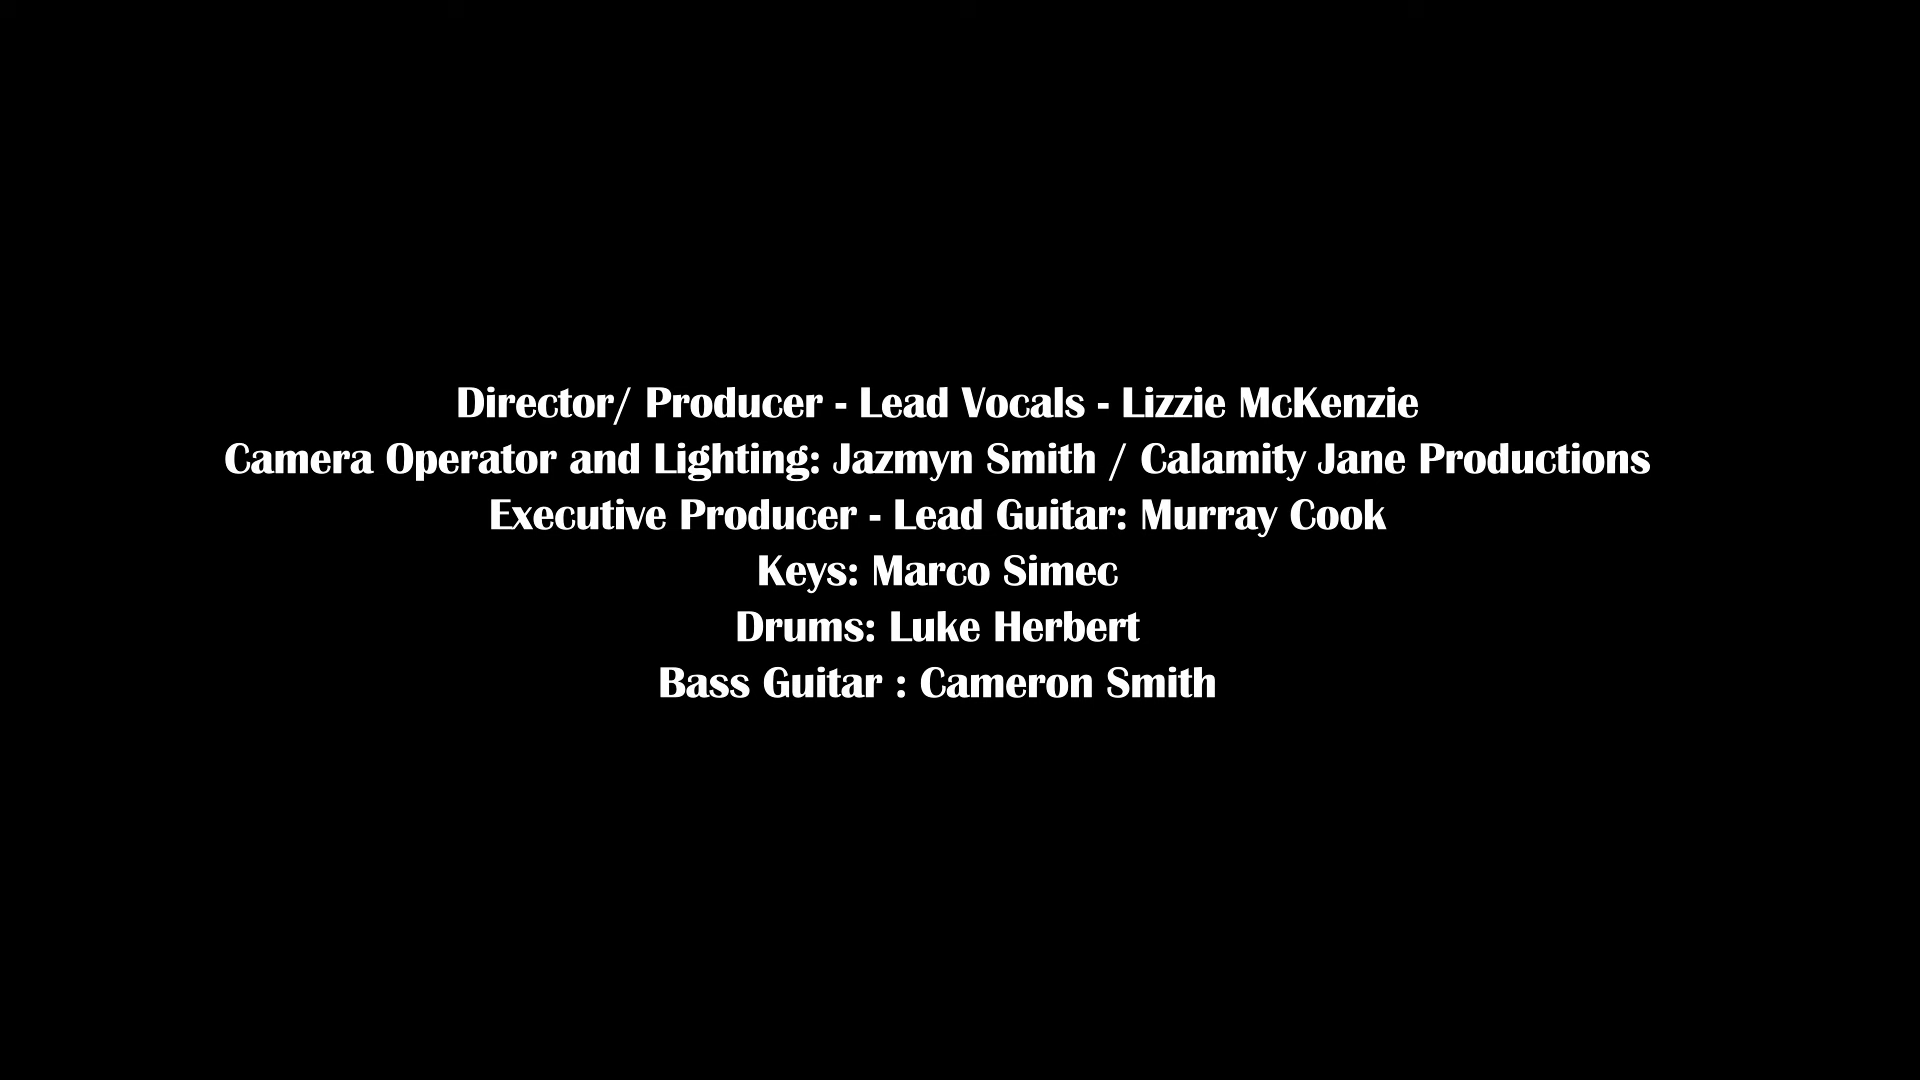 Director/ Producer - Lead Vocals - Lizzie McKenzie
Camera Operator and Lighting: Jazmyn Smith / Calamity Jane Productions
Executive Producer - Lead Guitar: Murray Cook
Keys: Marco Simec
Drums: Luke Herbert
Bass Guitar : Cameron Smith